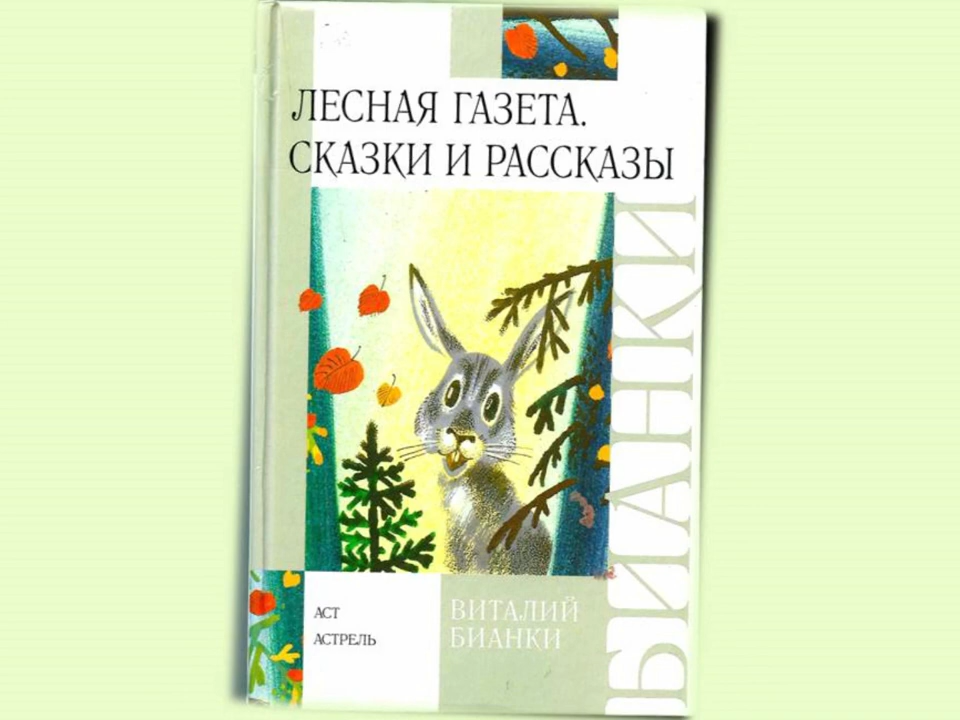 ЛЕСНАЯ ГАЗЕТА.
СКАЗКИ И РАССКАЗЫ
БИАНКИ
АСТ
АСТРЕЛЬ
ВИТАЛИЙ
БИАНКИ